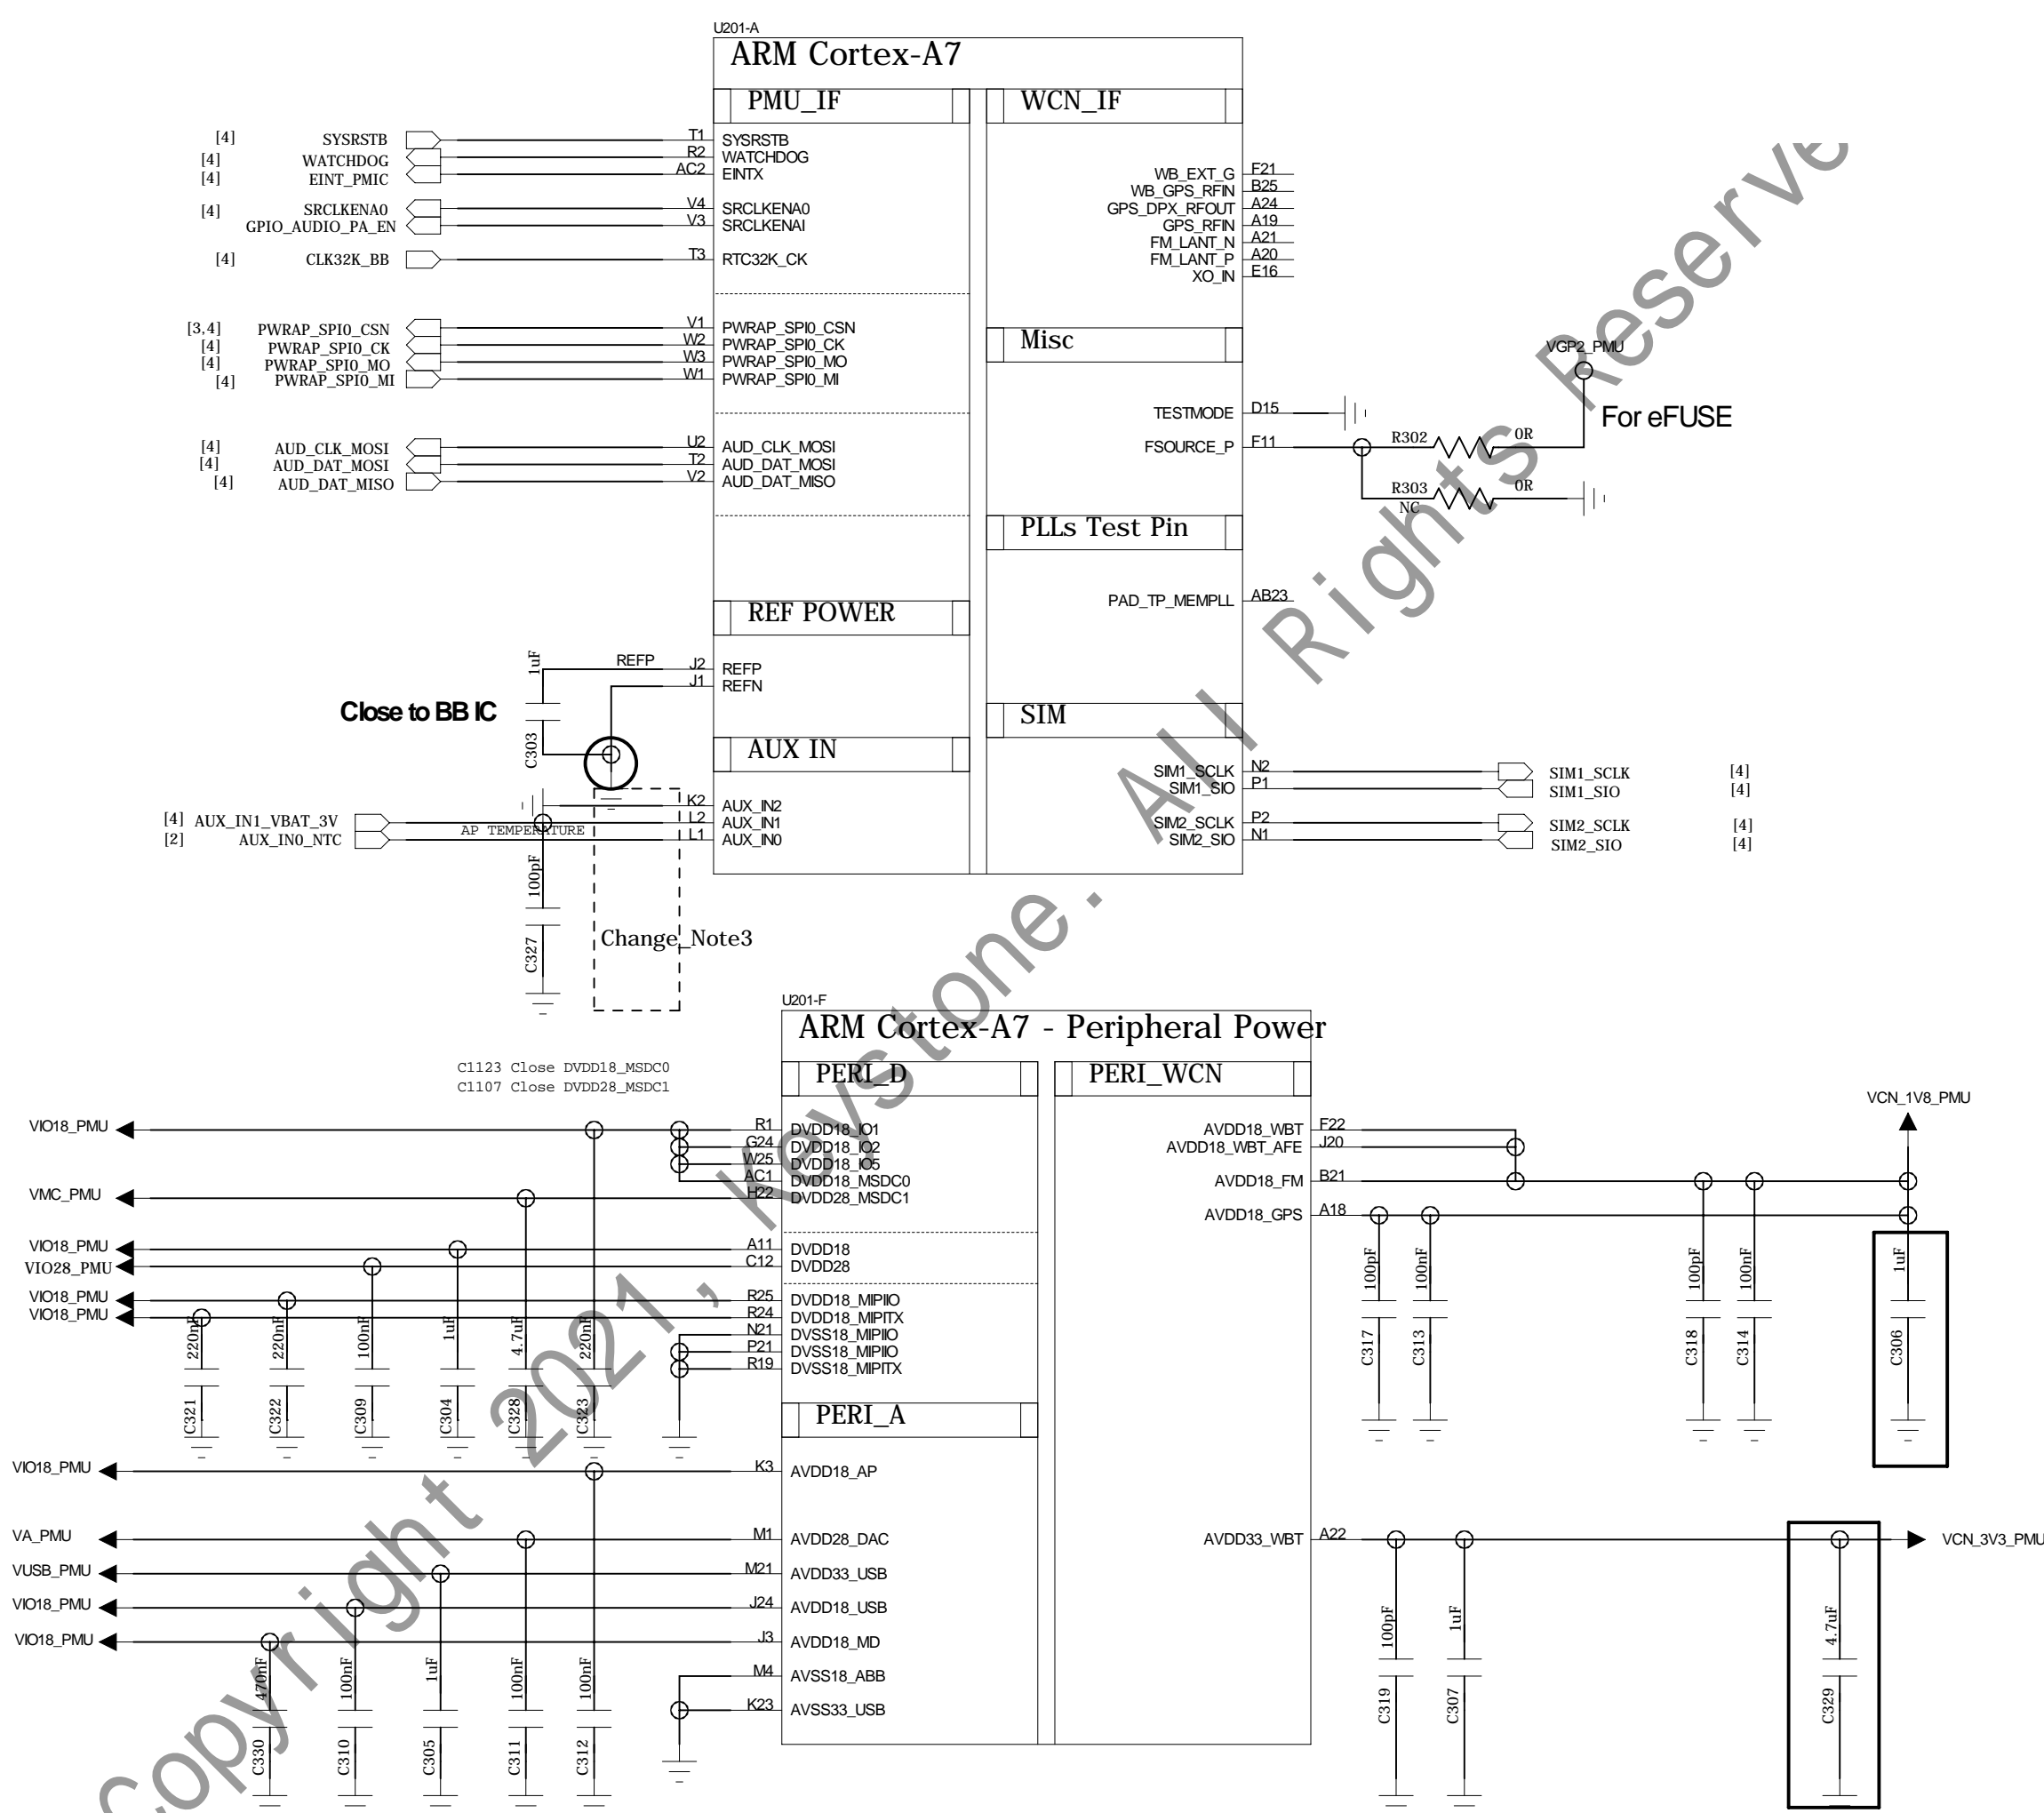 U201-A
ARM Cortex-A7
PMU_IF
WCN_IF
[4] SYSRSTB T1 SYSRSTB
[4] WATCHDOG R2 WATCHDOG
[4] EINT_PMIC AC2 EINTX
[4] SRCLKENA0 V4 SRCLKENA0
GPIO_AUDIO_PA_EN V3 SRCLKENAI
[4] CLK32K_BB T3 RTC32K_CK
WB_EXT_G F21
WB_GPS_RFIN B25
GPS_DPX_RFOUT A24
GPS_RFIN A19
FM_LANT_N A21
FM_LANT_P A20
XO_IN E16
[3,4] PWRAP_SPI0_CSN V1 PWRAP_SPI0_CSN
[4] PWRAP_SPI0_CK W2 PWRAP_SPI0_CK
[4] PWRAP_SPI0_MO W3 PWRAP_SPI0_MO
[4] PWRAP_SPI0_MI W1 PWRAP_SPI0_MI
Misc
VGP2_PMU
For eFUSE
TESTMODE D15
FSOURCE_P F11
R302 0R
R303 0R
NC
[4] AUD_CLK_MOSI U2 AUD_CLK_MOSI
[4] AUD_DAT_MOSI T2 AUD_DAT_MOSI
[4] AUD_DAT_MISO V2 AUD_DAT_MISO
PLLs Test Pin
PAD_TP_MEMPLL AB23
REF POWER
1uF
REFP J2 REFP
J1 REFN
Close to BB IC
C303
SIM
AUX IN
SIM1_SCLK N2 SIM1_SCLK [4]
SIM1_SIO P1 SIM1_SIO [4]
SIM2_SCLK P2 SIM2_SCLK [4]
SIM2_SIO N1 SIM2_SIO [4]
K2 AUX_IN2
[4] AUX_IN1_VBAT_3V L2 AUX_IN1
AP TEMPERATURE
[2] AUX_IN0_NTC L1 AUX_IN0
100pF
C327
Change_Note3
U201-F
ARM Cortex-A7 - Peripheral Power
C1123 Close DVDD18_MSDC0
C1107 Close DVDD28_MSDC1
PERI_D
PERI_WCN
VIO18_PMU R1 DVDD18_IO1
G24 DVDD18_IO2
W25 DVDD18_IO5
AC1 DVDD18_MSDC0
VMC_PMU H22 DVDD28_MSDC1
VIO18_PMU A11 DVDD18
VIO28_PMU C12 DVDD28
VIO18_PMU R25 DVDD18_MIPIIO
VIO18_PMU R24 DVDD18_MIPITX
N21 DVSS18_MIPIIO
P21 DVSS18_MIPIIO
R19 DVSS18_MIPITX
220nF 220nF 100nF 1uF 4.7uF 220nF
C321 C322 C309 C304 C328 C323
VCN_1V8_PMU
AVDD18_WBT F22
AVDD18_WBT_AFE J20
AVDD18_FM B21
AVDD18_GPS A18
100pF 100nF 100pF 100nF 1uF
C317 C313 C318 C314 C306
PERI_A
VIO18_PMU K3 AVDD18_AP
VA_PMU M1 AVDD28_DAC
VUSB_PMU M21 AVDD33_USB
VIO18_PMU J24 AVDD18_USB
VIO18_PMU J3 AVDD18_MD
M4 AVSS18_ABB
K23 AVSS33_USB
470nF 100nF 1uF 100nF 100nF
C330 C310 C305 C311 C312
AVDD33_WBT A22
VCN_3V3_PMU
100pF 1uF 4.7uF
C319 C307 C329
Copyright 2021, Keystone. All Rights Reserve